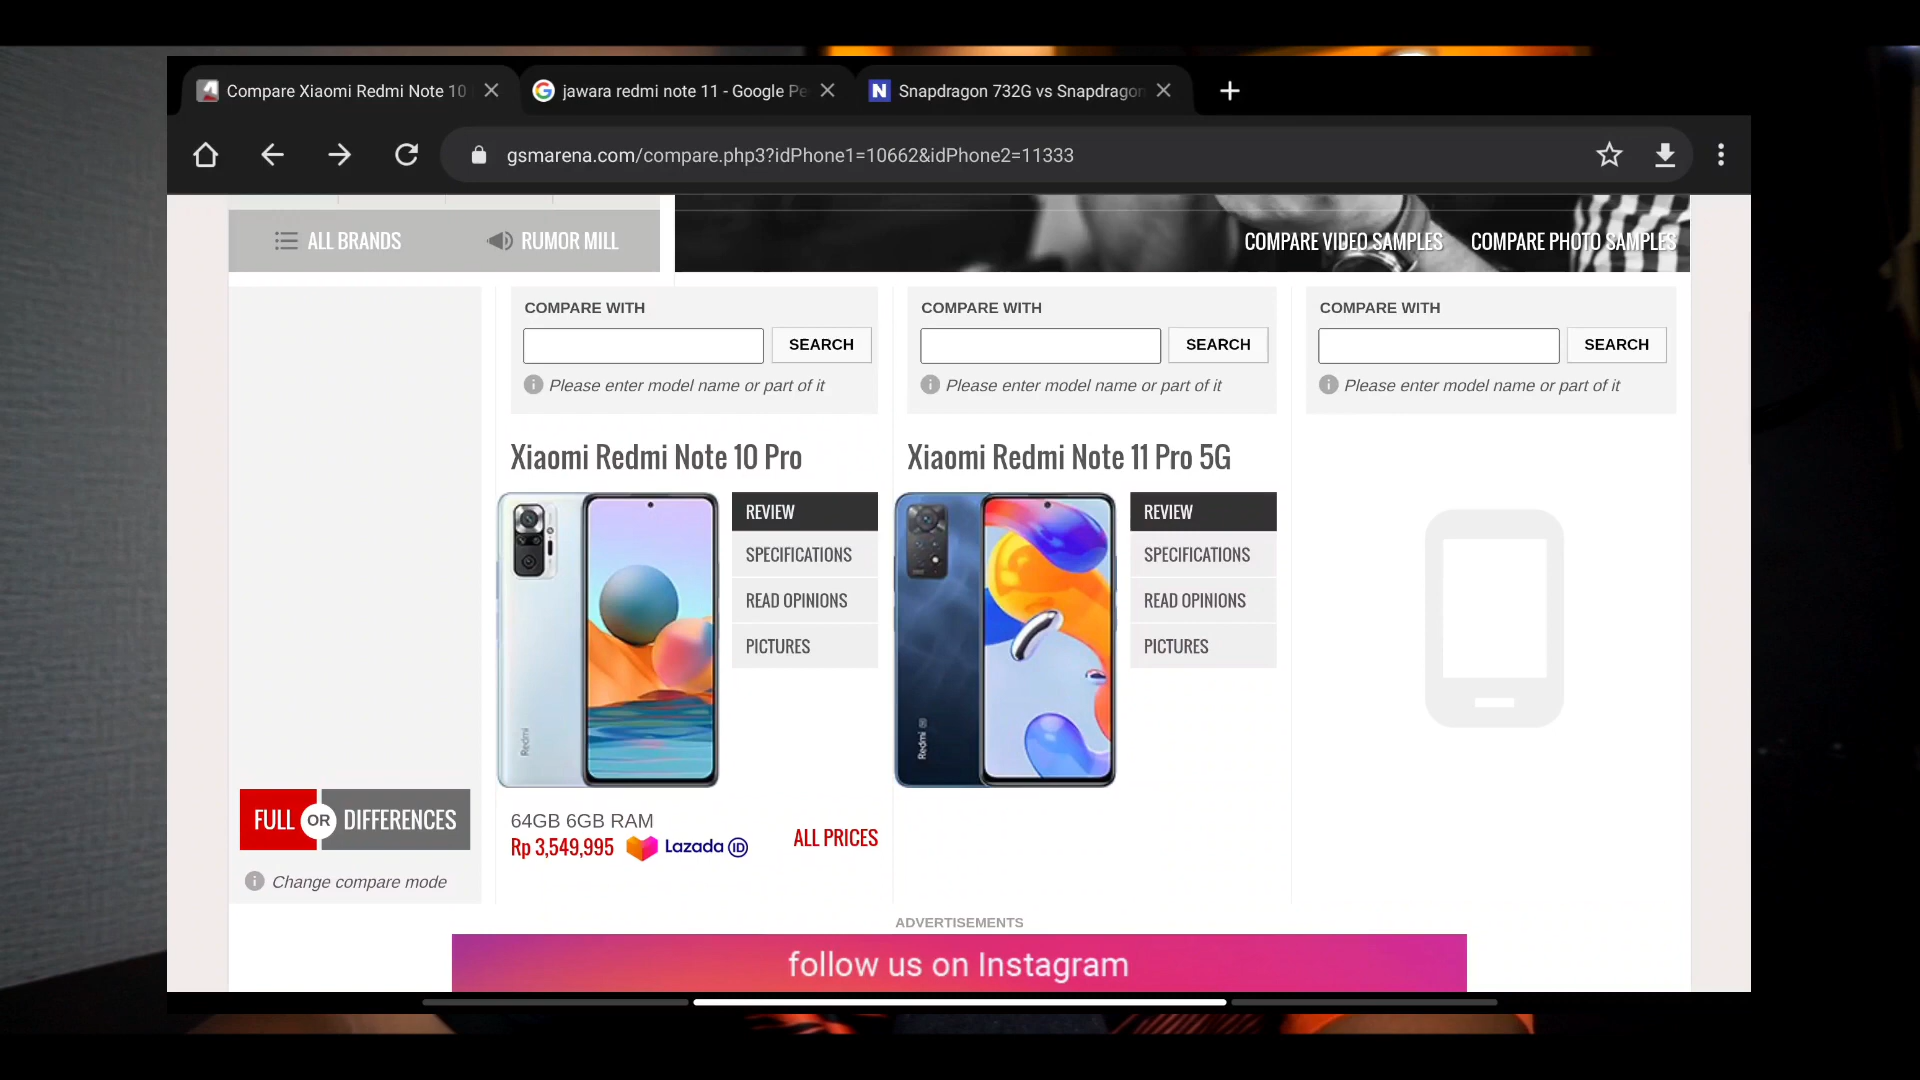 Compare Xiaomi Redmi Note 10
jawara redmi note 11 - Google Pe
N Snapdragon 732G vs Snapdragon
gsmarena.com/compare.php3?idPhone1=10662&idPhone2=11333
ALL BRANDS
RUMOR MILL
COMPARE VIDEO SAMPLES
COMPARE PHOTO SAMPLES
COMPARE WITH
SEARCH
Please enter model name or part of it
COMPARE WITH
SEARCH
Please enter model name or part of it
COMPARE WITH
SEARCH
Please enter model name or part of it
Xiaomi Redmi Note 10 Pro
REVIEW
SPECIFICATIONS
READ OPINIONS
PICTURES
Redmi
64GB 6GB RAM
Rp 3,549,995
Lazada ID
ALL PRICES
Xiaomi Redmi Note 11 Pro 5G
REVIEW
SPECIFICATIONS
READ OPINIONS
PICTURES
Redmi
FULL OR DIFFERENCES
Change compare mode
ADVERTISEMENTS
follow us on Instagram